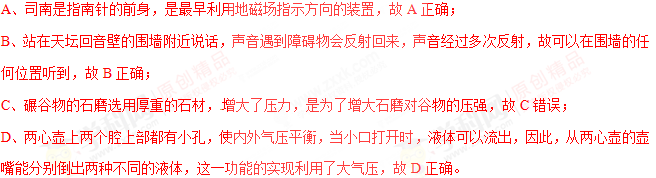 A、司南是指南针的前身，是最早利用地磁场指示方向的装置，故 A 正确；
B、站在天坛回音壁的围墙附近说话，声音遇到障碍物会反射回来，声音经过多次反射，故可以在围墙的任
何位置听到，故 B 正确；
C、碾谷物的石磨选用厚重的石材，增大了压力，是为了增大石磨对谷物的压强，故 C 错误；
D、两心壶上两个腔上部都有小孔，使内外气压平衡，当小口打开时，液体可以流出，因此，从两心壶的壶
嘴能分别倒出两种不同的液体，这一功能的实现利用了大气压，故 D 正确。